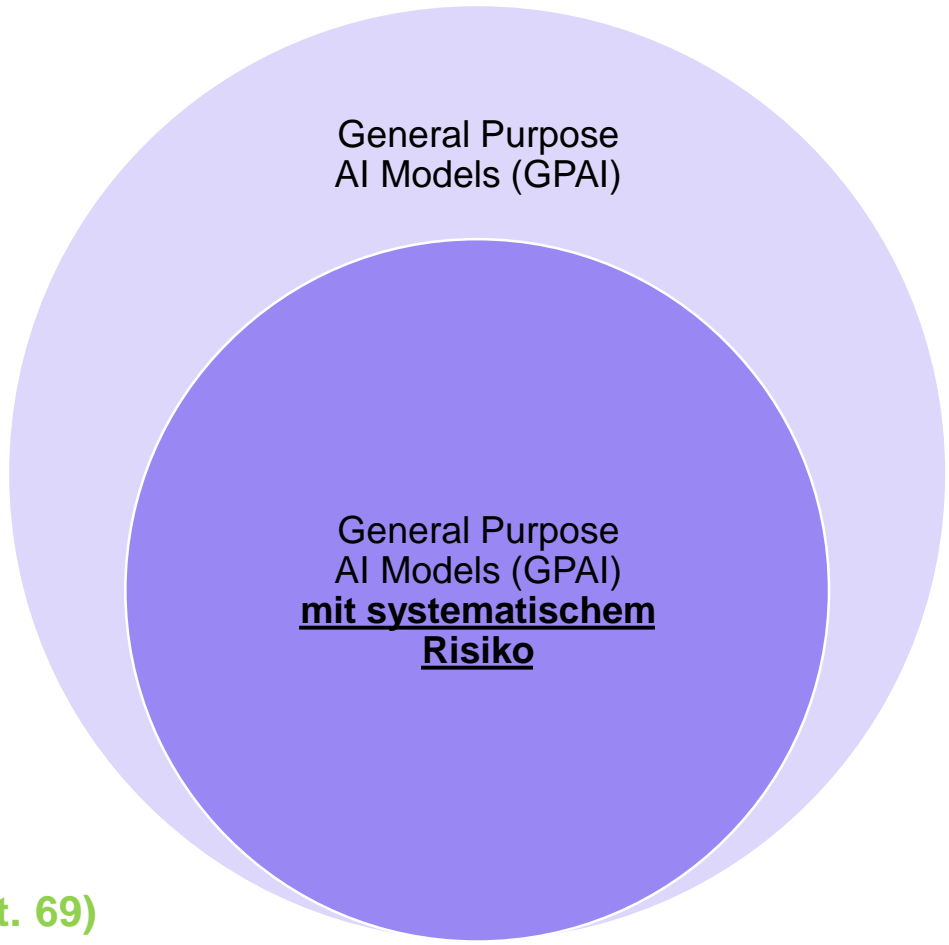 General Purpose
AI Models (GPAI)
General Purpose
AI Models (GPAI)
mit systematischem
Risiko
t. 69)